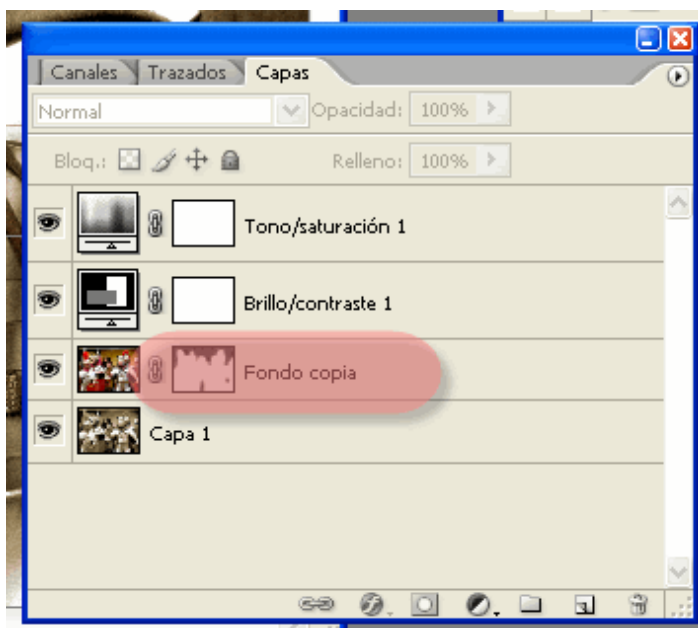 Canales Trazados Capas
Normal Opacidad: 100%
Bloq.: Relleno: 100%
Tono/saturación 1
Brillo/contraste 1
Fondo copia
Capa 1